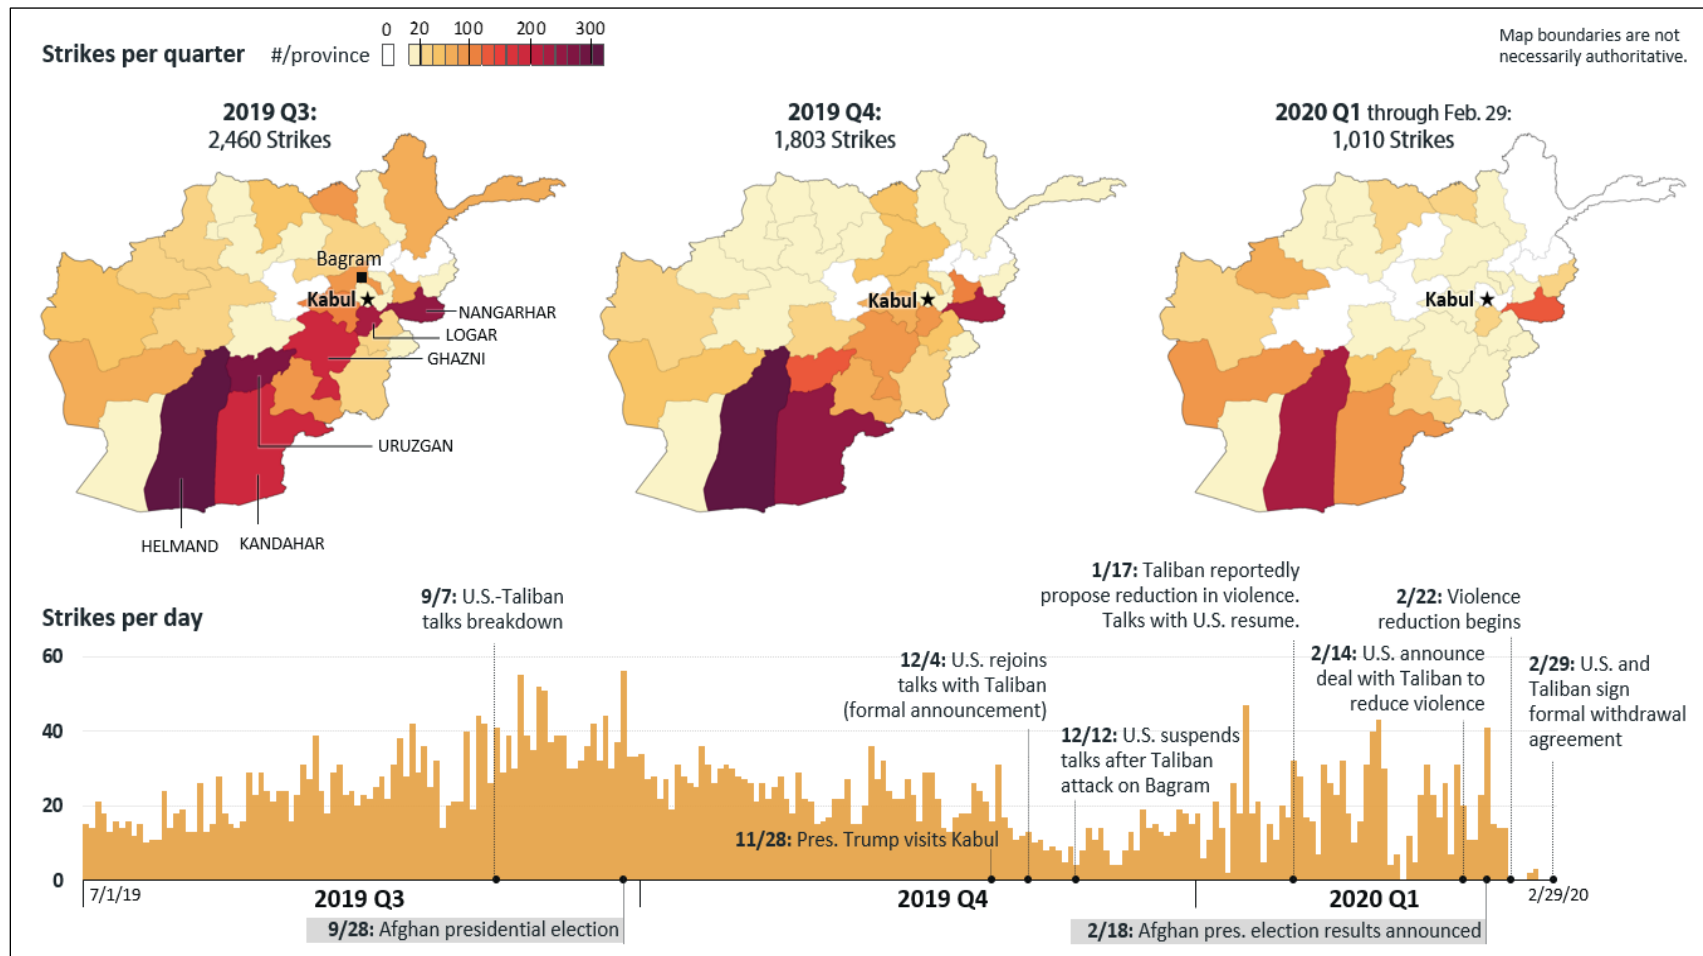 Strikes per quarter #/province 0 20 100 200 300
Map boundaries are not
necessarily authoritative.
2019 Q3:
2,460 Strikes
2019 Q4:
1,803 Strikes
2020 Q1 through Feb. 29:
1,010 Strikes
Bagram
Kabul
NANGARHAR
LOGAR
GHAZNI
URUZGAN
HELMAND
KANDAHAR
Kabul
Kabul
Strikes per day
60
40
20
0
9/7: U.S.-Taliban
talks breakdown
12/4: U.S. rejoins
talks with Taliban
(formal announcement)
11/28: Pres. Trump visits Kabul
12/12: U.S. suspends
talks after Taliban
attack on Bagram
1/17: Taliban reportedly
propose reduction in violence.
Talks with U.S. resume.
2/14: U.S. announce
deal with Taliban to
reduce violence
2/22: Violence
reduction begins
2/29: U.S. and
Taliban sign
formal withdrawal
agreement
7/1/19
2019 Q3
2019 Q4
2020 Q1
2/29/20
9/28: Afghan presidential election
2/18: Afghan pres. election results announced